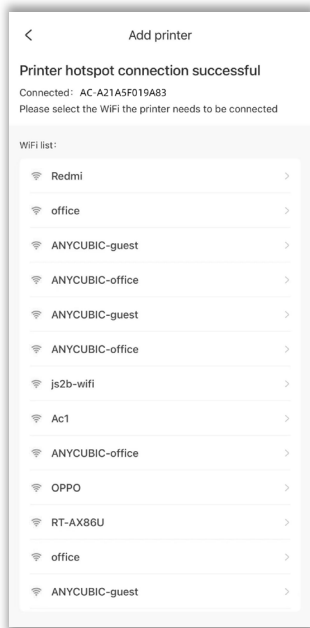 Add printer
Printer hotspot connection successful
Connected: AC-A21A5F019A83
Please select the WiFi the printer needs to be connected
WiFi list:
Redmi
office
ANYCUBIC-guest
ANYCUBIC-office
ANYCUBIC-guest
ANYCUBIC-office
js2b-wifi
Ac1
ANYCUBIC-office
OPPO
RT-AX86U
office
ANYCUBIC-guest